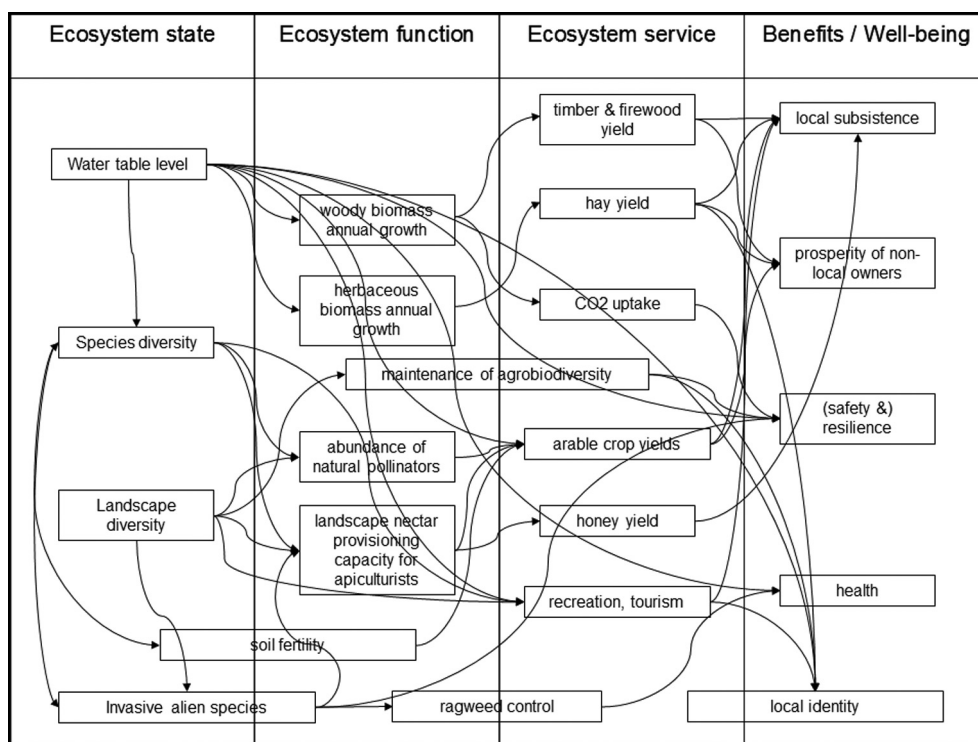 Ecosystem state
Ecosystem function
Ecosystem service
Benefits / Well-being
Water table level
Species diversity
Landscape
diversity
soil fertility
Invasive alien species
woody biomass
annual growth
herbaceous
biomass annual
growth
maintenance of agrobiodiversity
abundance of
natural pollinators
landscape nectar
provisioning
capacity for
apiculturists
ragweed control
timber & firewood
yield
hay yield
CO2 uptake
arable crop yields
honey yield
recreation, tourism
local subsistence
prosperity of non-
local owners
(safety &)
resilience
health
local identity